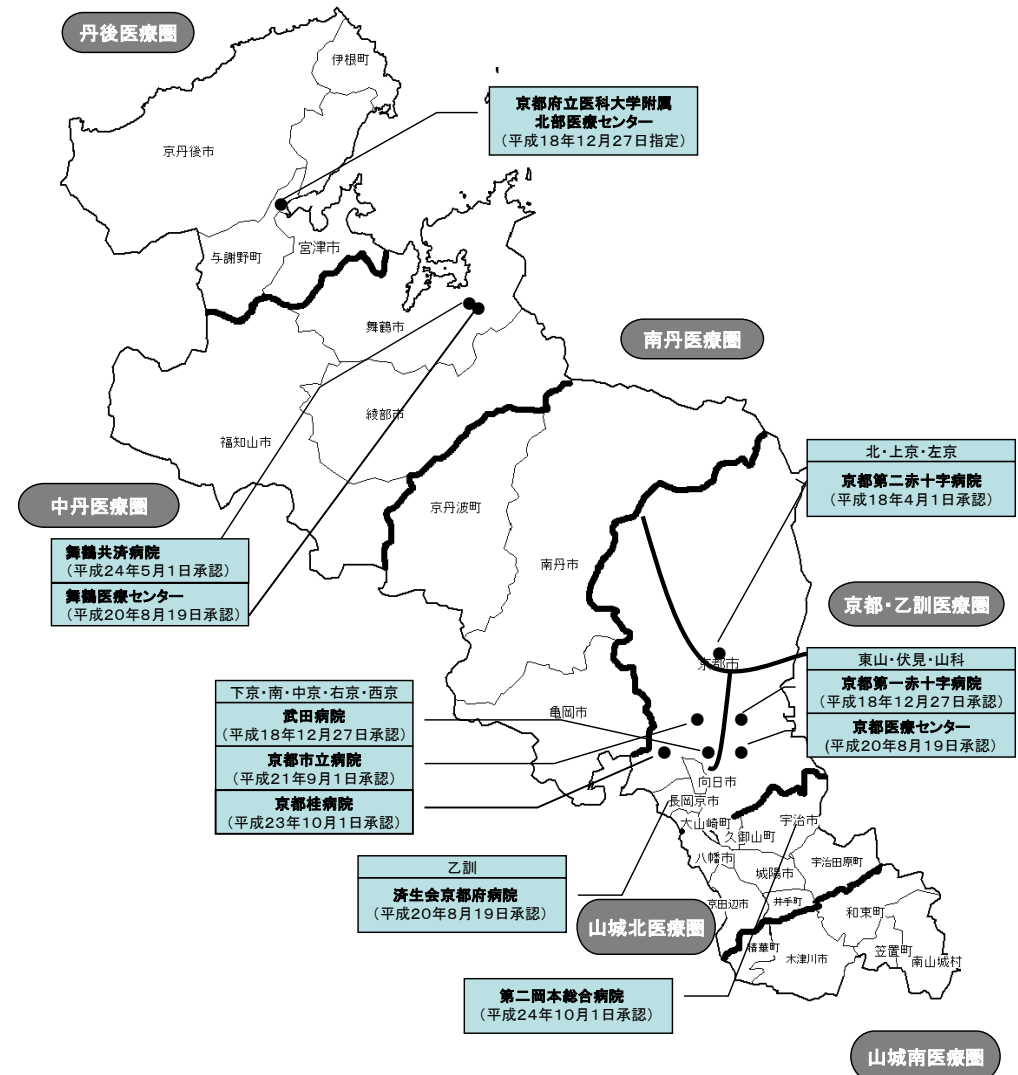 丹後医療圏
伊根町
京都府立医科大学附属
北部医療センター
（平成18年12月27日指定）
京丹後市
与謝野町
宮津市
舞鶴市
南丹医療圏
綾部市
福知山市
北・上京・左京
京都第二赤十字病院
（平成18年4月1日承認）
中丹医療圏
京丹波町
舞鶴共済病院
（平成24年5月1日承認）
舞鶴医療センター
（平成20年8月19日承認）
南丹市
京都・乙訓医療圏
京都市
東山・伏見・山科
京都第一赤十字病院
（平成18年12月27日承認）
京都医療センター
(平成20年8月19日承認）
下京・南・中京・右京・西京
武田病院
（平成18年12月27日承認）
京都市立病院
（平成21年9月1日承認）
京都桂病院
（平成23年10月1日承認）
亀岡市
向日市
長岡京市
大山崎町
久御山町
宇治市
八幡市
城陽市
宇治田原町
乙訓
済生会京都府病院
（平成20年8月19日承認）
京田辺市
井手町
和束町
山城北医療圏
精華町
木津川市
笠置町
南山城村
第二岡本総合病院
（平成24年10月1日承認）
山城南医療圏